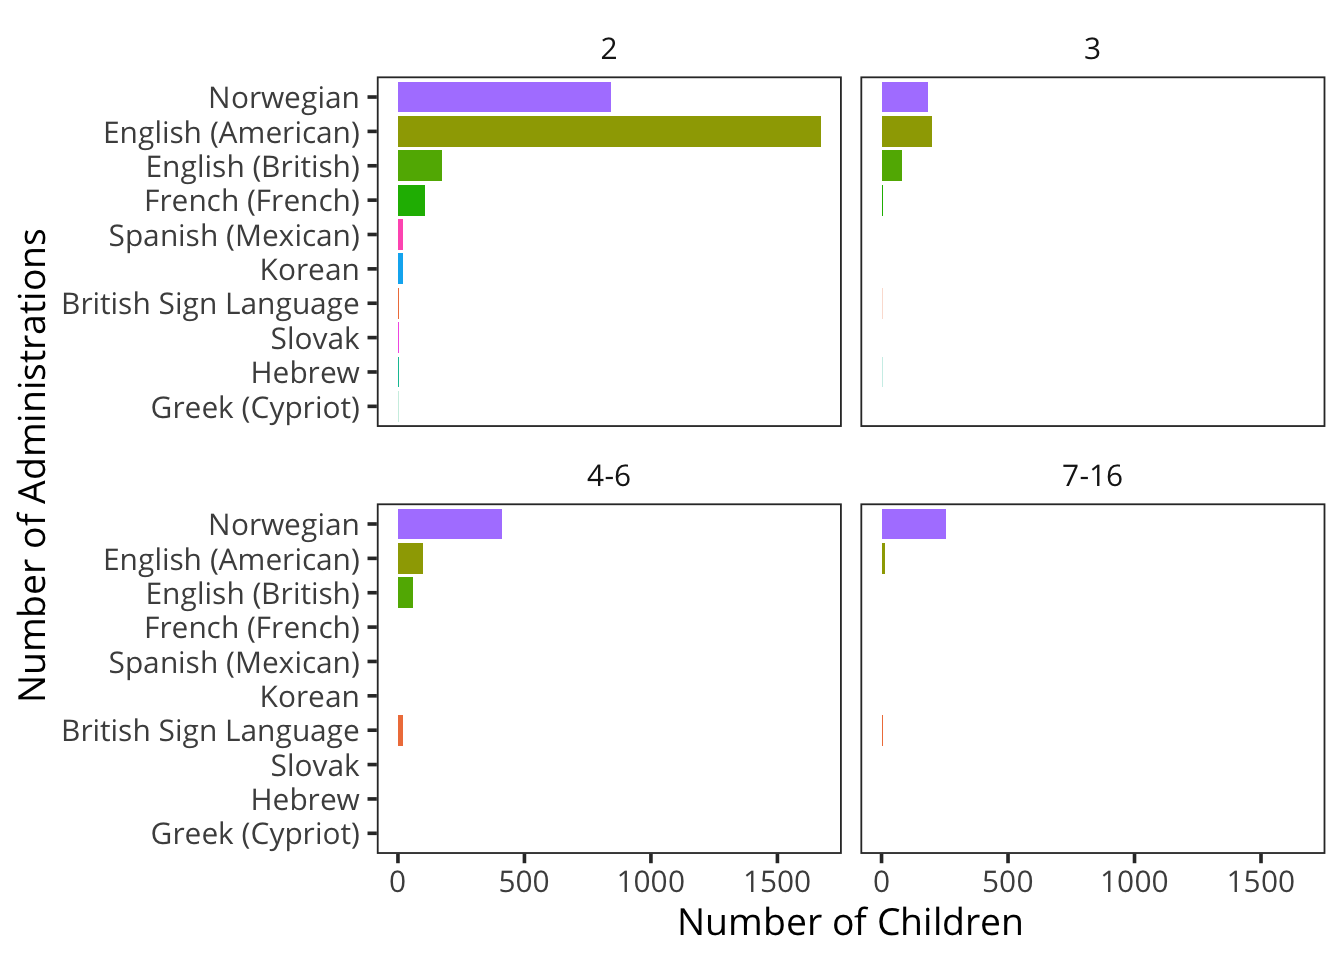 2
3
Norwegian
English (American)
English (British)
French (French)
Spanish (Mexican)
Korean
British Sign Language
Slovak
Hebrew
Greek (Cypriot)
4-6
7-16
Norwegian
English (American)
English (British)
French (French)
Spanish (Mexican)
Korean
British Sign Language
Slovak
Hebrew
Greek (Cypriot)
0 500 1000 1500
0 500 1000 1500
Number of Children
Number of Administrations